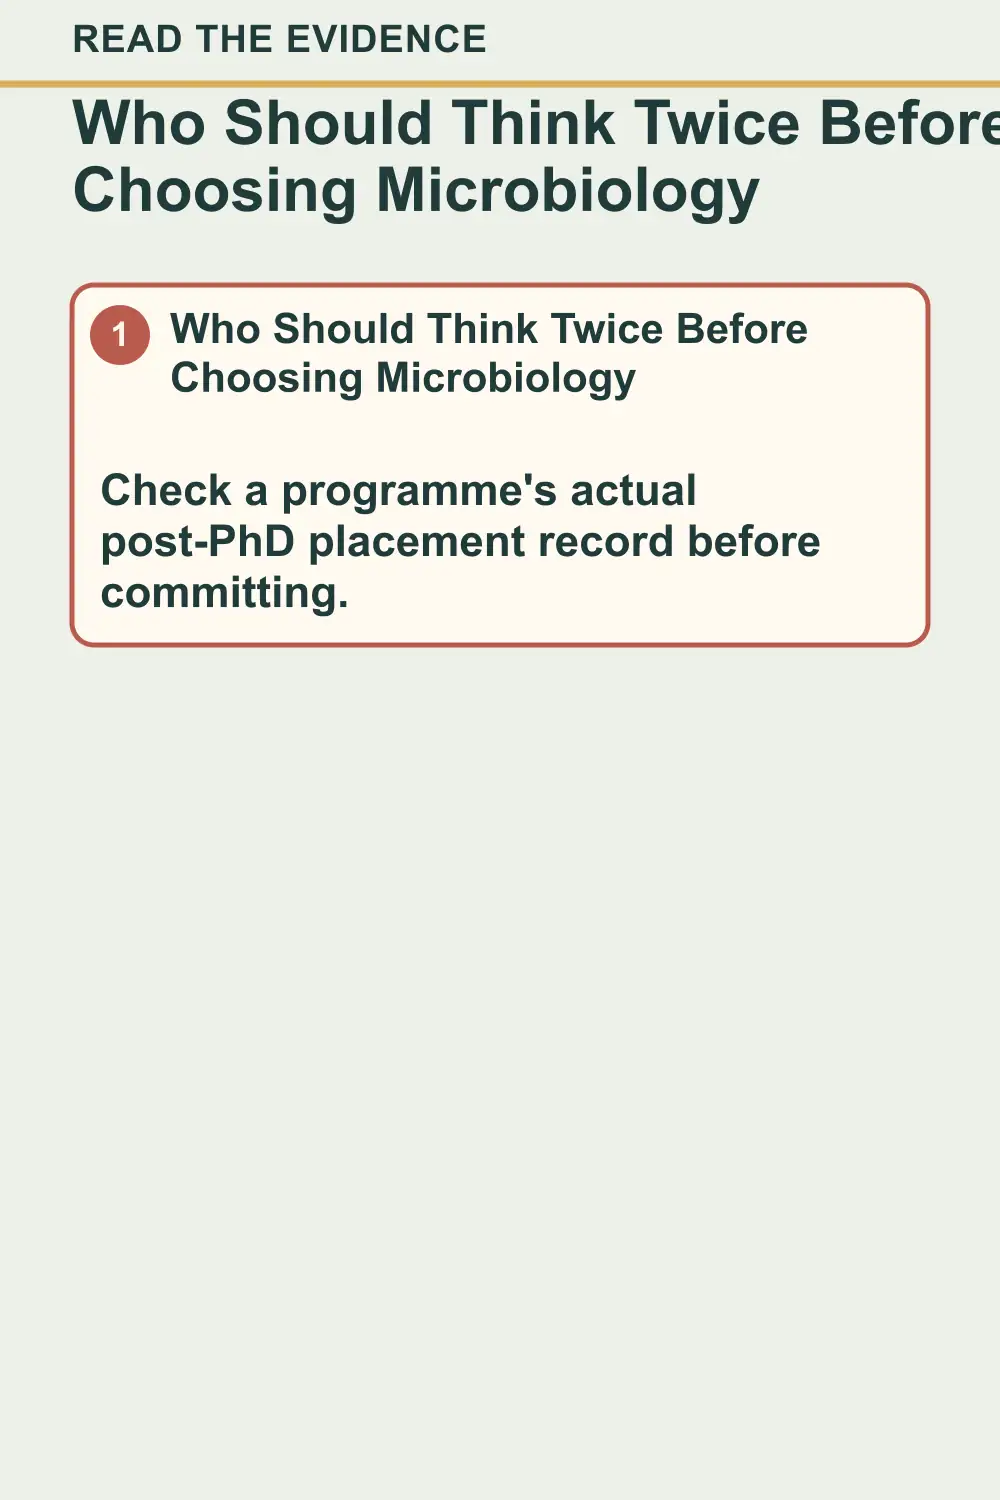 READ THE EVIDENCE
Who Should Think Twice Before
Choosing Microbiology
1
Who Should Think Twice Before
Choosing Microbiology
Check a programme's actual
post-PhD placement record before
committing.